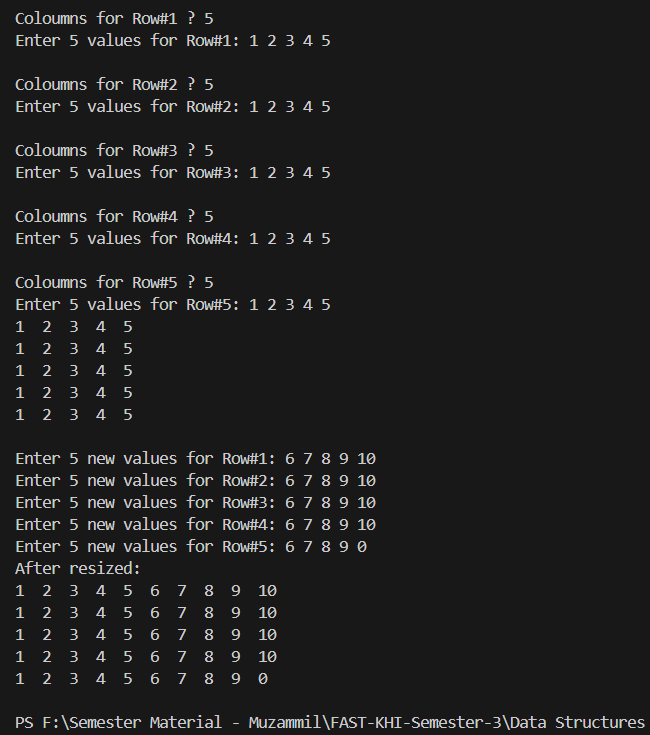 Coloumns for Row#1 ? 5
Enter 5 values for Row#1: 1 2 3 4 5
Coloumns for Row#2 ? 5
Enter 5 values for Row#2: 1 2 3 4 5
Coloumns for Row#3 ? 5
Enter 5 values for Row#3: 1 2 3 4 5
Coloumns for Row#4 ? 5
Enter 5 values for Row#4: 1 2 3 4 5
Coloumns for Row#5 ? 5
Enter 5 values for Row#5: 1 2 3 4 5
1  2  3  4  5
1  2  3  4  5
1  2  3  4  5
1  2  3  4  5
1  2  3  4  5
Enter 5 new values for Row#1: 6 7 8 9 10
Enter 5 new values for Row#2: 6 7 8 9 10
Enter 5 new values for Row#3: 6 7 8 9 10
Enter 5 new values for Row#4: 6 7 8 9 10
Enter 5 new values for Row#5: 6 7 8 9 0
After resized:
1  2  3  4  5  6  7  8  9  10
1  2  3  4  5  6  7  8  9  10
1  2  3  4  5  6  7  8  9  10
1  2  3  4  5  6  7  8  9  10
1  2  3  4  5  6  7  8  9  0
PS F:\Semester Material - Muzammil\FAST-KHI-Semester-3\Data Structures